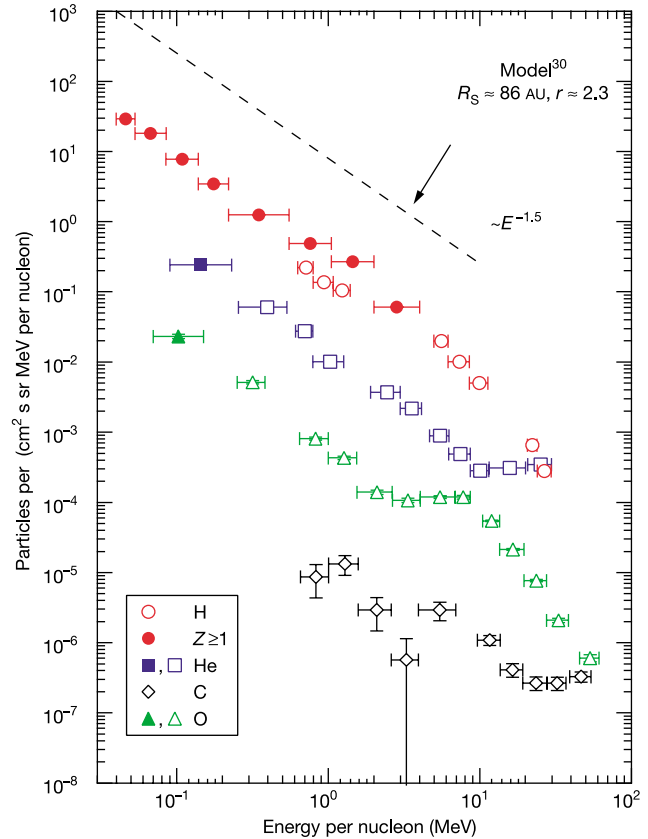 10³
10²
10¹
10⁰
10⁻¹
10⁻²
10⁻³
10⁻⁴
10⁻⁵
10⁻⁶
10⁻⁷
10⁻⁸
Particles per (cm² s sr MeV per nucleon)
Model³⁰
R_S ≈ 86 AU, r ≈ 2.3
~E⁻¹·⁵
H
Z≥1
, He
C
, O
10⁻¹ 10⁰ 10¹ 10²
Energy per nucleon (MeV)